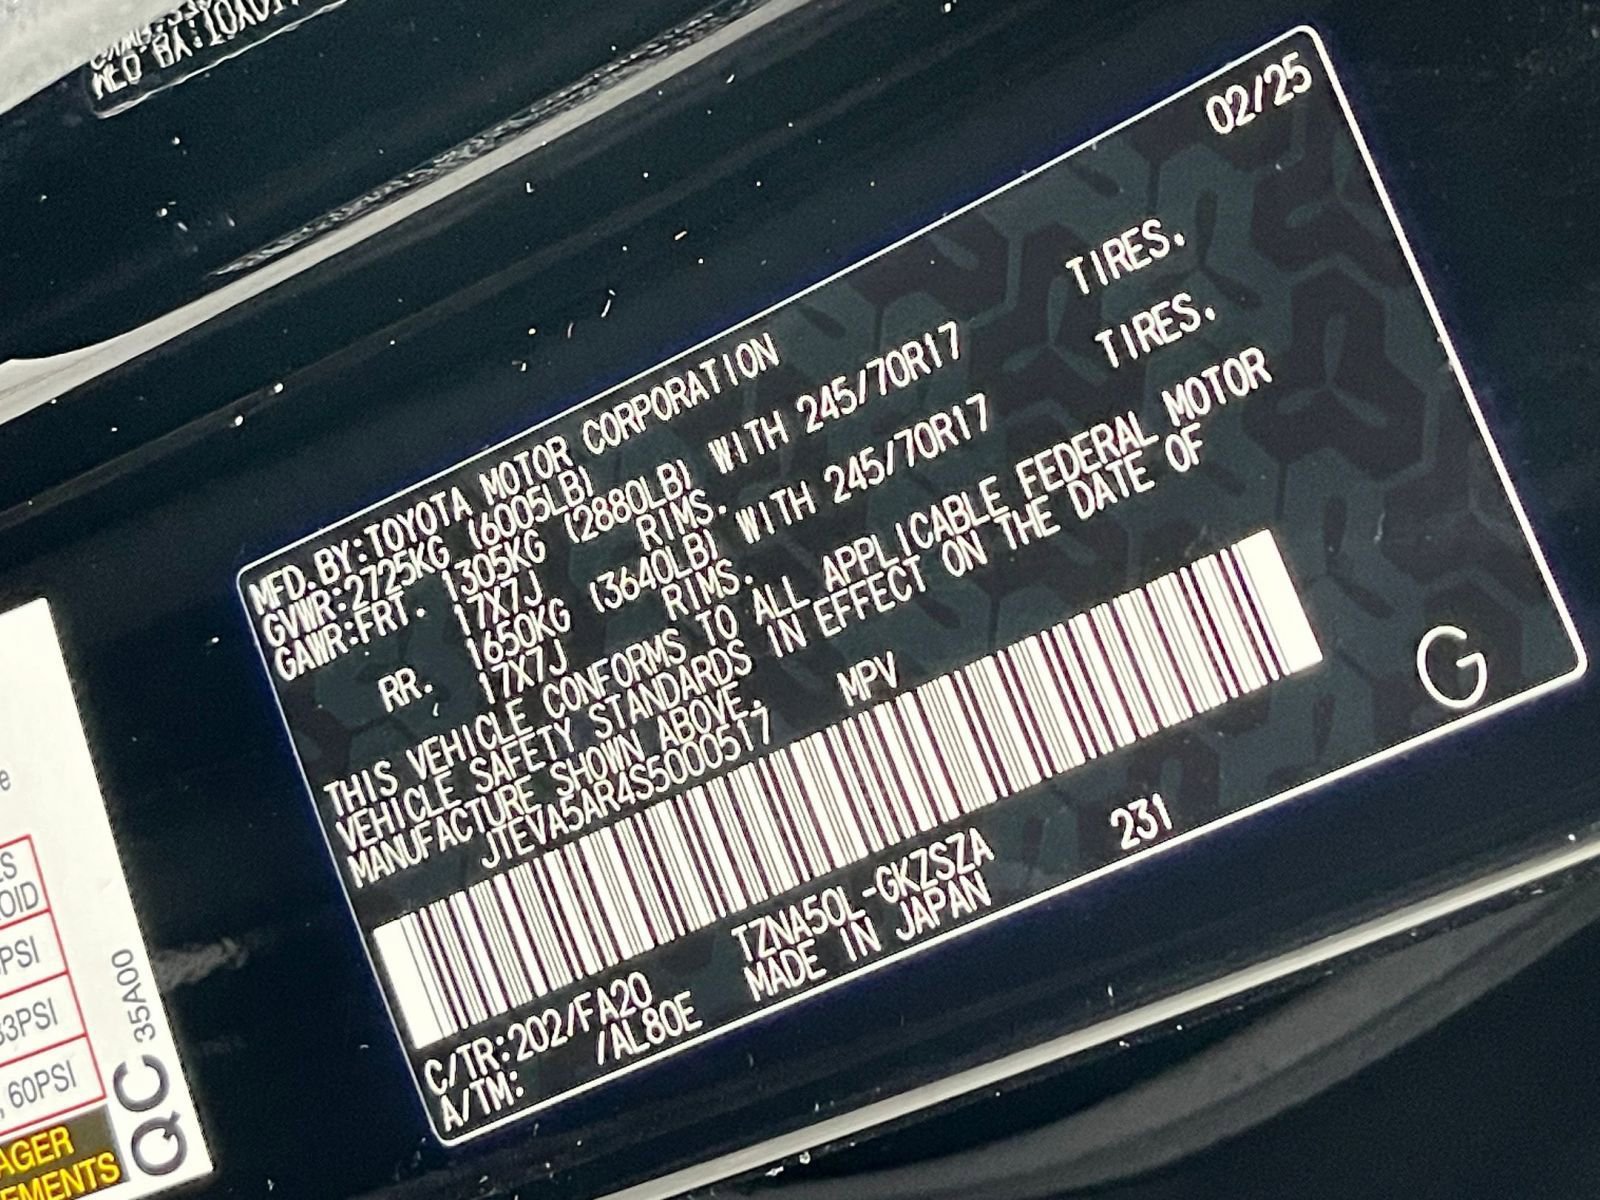 02/25
MFD.BY:TOYOTA MOTOR CORPORATION
GVWR:2725KG (6005LB)
GAWR:FRT. 1305KG (2880LB) WITH 245/70R17 TIRES.
17X7J RIMS.
RR. 1650KG (3640LB) WITH 245/70R17 TIRES.
17X7J RIMS.
THIS VEHICLE CONFORMS TO ALL APPLICABLE FEDERAL MOTOR
VEHICLE SAFETY STANDARDS IN EFFECT ON THE DATE OF
MANUFACTURE SHOWN ABOVE.
JTEVA5AR4S5000517 MPV
C/TR:202/FA20 TZNA50L-GKZSZA 231
A/TM: /AL80E MADE IN JAPAN
G
PSI
33PSI
, 60PSI
QC 35A00